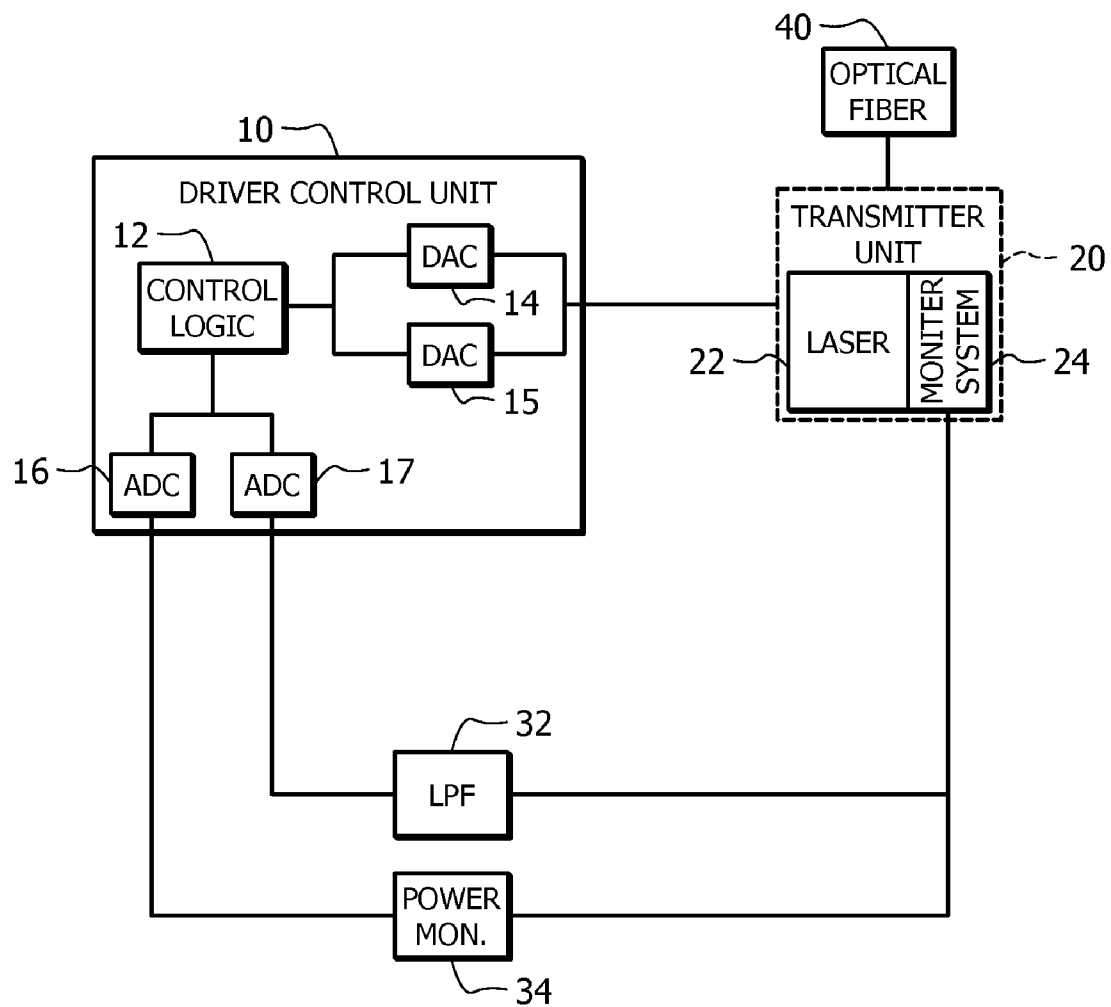 40
OPTICAL
FIBER
10
DRIVER CONTROL UNIT
TRANSMITTER
UNIT
20
12
CONTROL
LOGIC
DAC
14
DAC
15
22
LASER
MONITER
SYSTEM
24
16
ADC
ADC
17
32
LPF
POWER
MON.
34